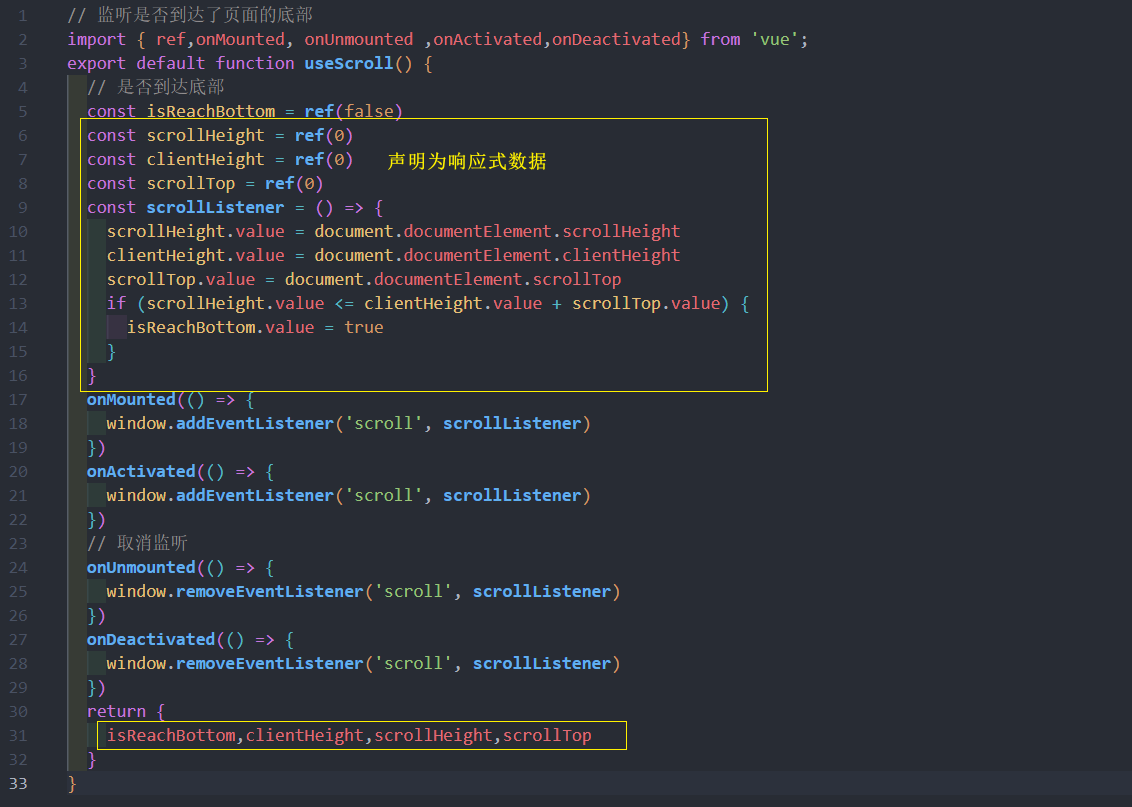 1 // 监听是否到达了页面的底部
2 import { ref,onMounted, onUnmounted ,onActivated,onDeactivated} from 'vue';
3 export default function useScroll() {
4 // 是否到达底部
5 const isReachBottom = ref(false)
6 const scrollHeight = ref(0)
7 const clientHeight = ref(0) 声明为响应式数据
8 const scrollTop = ref(0)
9 const scrollListener = () => {
10 scrollHeight.value = document.documentElement.scrollHeight
11 clientHeight.value = document.documentElement.clientHeight
12 scrollTop.value = document.documentElement.scrollTop
13 if (scrollHeight.value <= clientHeight.value + scrollTop.value) {
14 isReachBottom.value = true
15 }
16 }
17 onMounted(() => {
18 window.addEventListener('scroll', scrollListener)
19 })
20 onActivated(() => {
21 window.addEventListener('scroll', scrollListener)
22 })
23 // 取消监听
24 onUnmounted(() => {
25 window.removeEventListener('scroll', scrollListener)
26 })
27 onDeactivated(() => {
28 window.removeEventListener('scroll', scrollListener)
29 })
30 return {
31 isReachBottom,clientHeight,scrollHeight,scrollTop
32 }
33 }